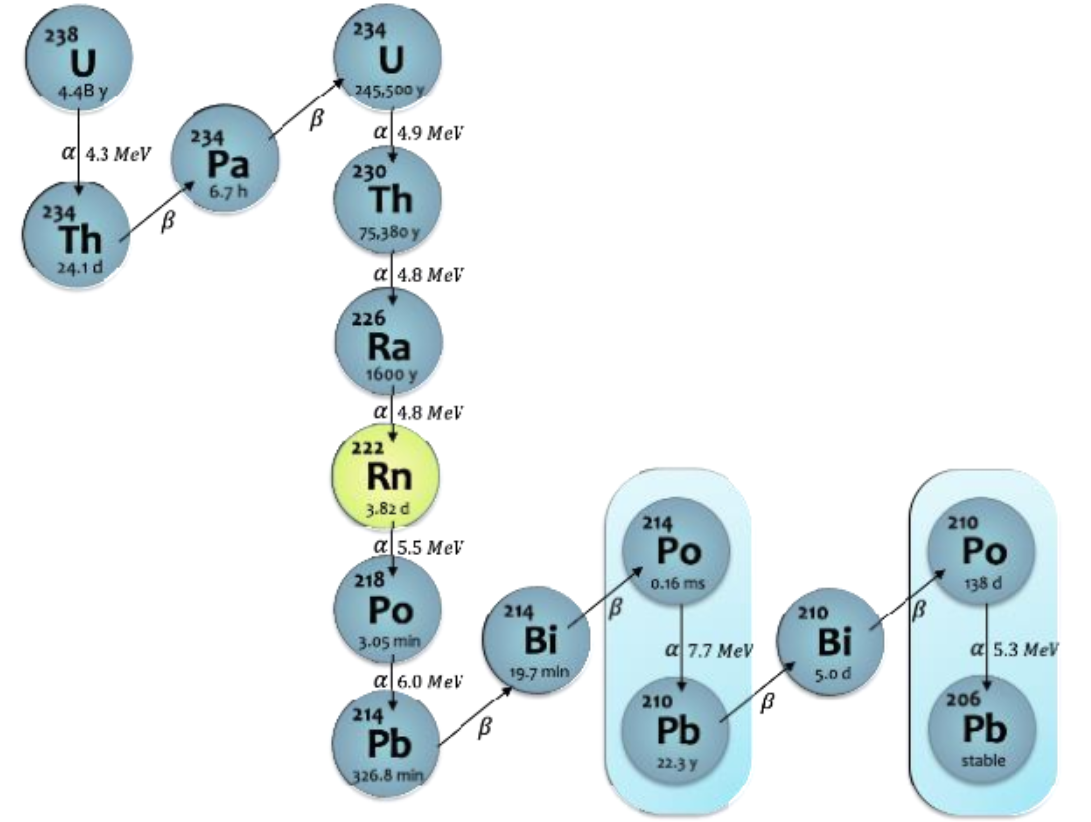 238
U
4.4B y
α 4.3 MeV
234
Th
24.1 d
β
234
Pa
6.7 h
β
234
U
245,500 y
α 4.9 MeV
230
Th
75,380 y
α 4.8 MeV
226
Ra
1600 y
α 4.8 MeV
222
Rn
3.82 d
α 5.5 MeV
218
Po
3.05 min
α 6.0 MeV
214
Pb
326.8 min
β
214
Bi
19.7 min
β
214
Po
0.16 ms
α 7.7 MeV
210
Pb
22.3 y
β
210
Bi
5.0 d
β
210
Po
138 d
α 5.3 MeV
206
Pb
stable